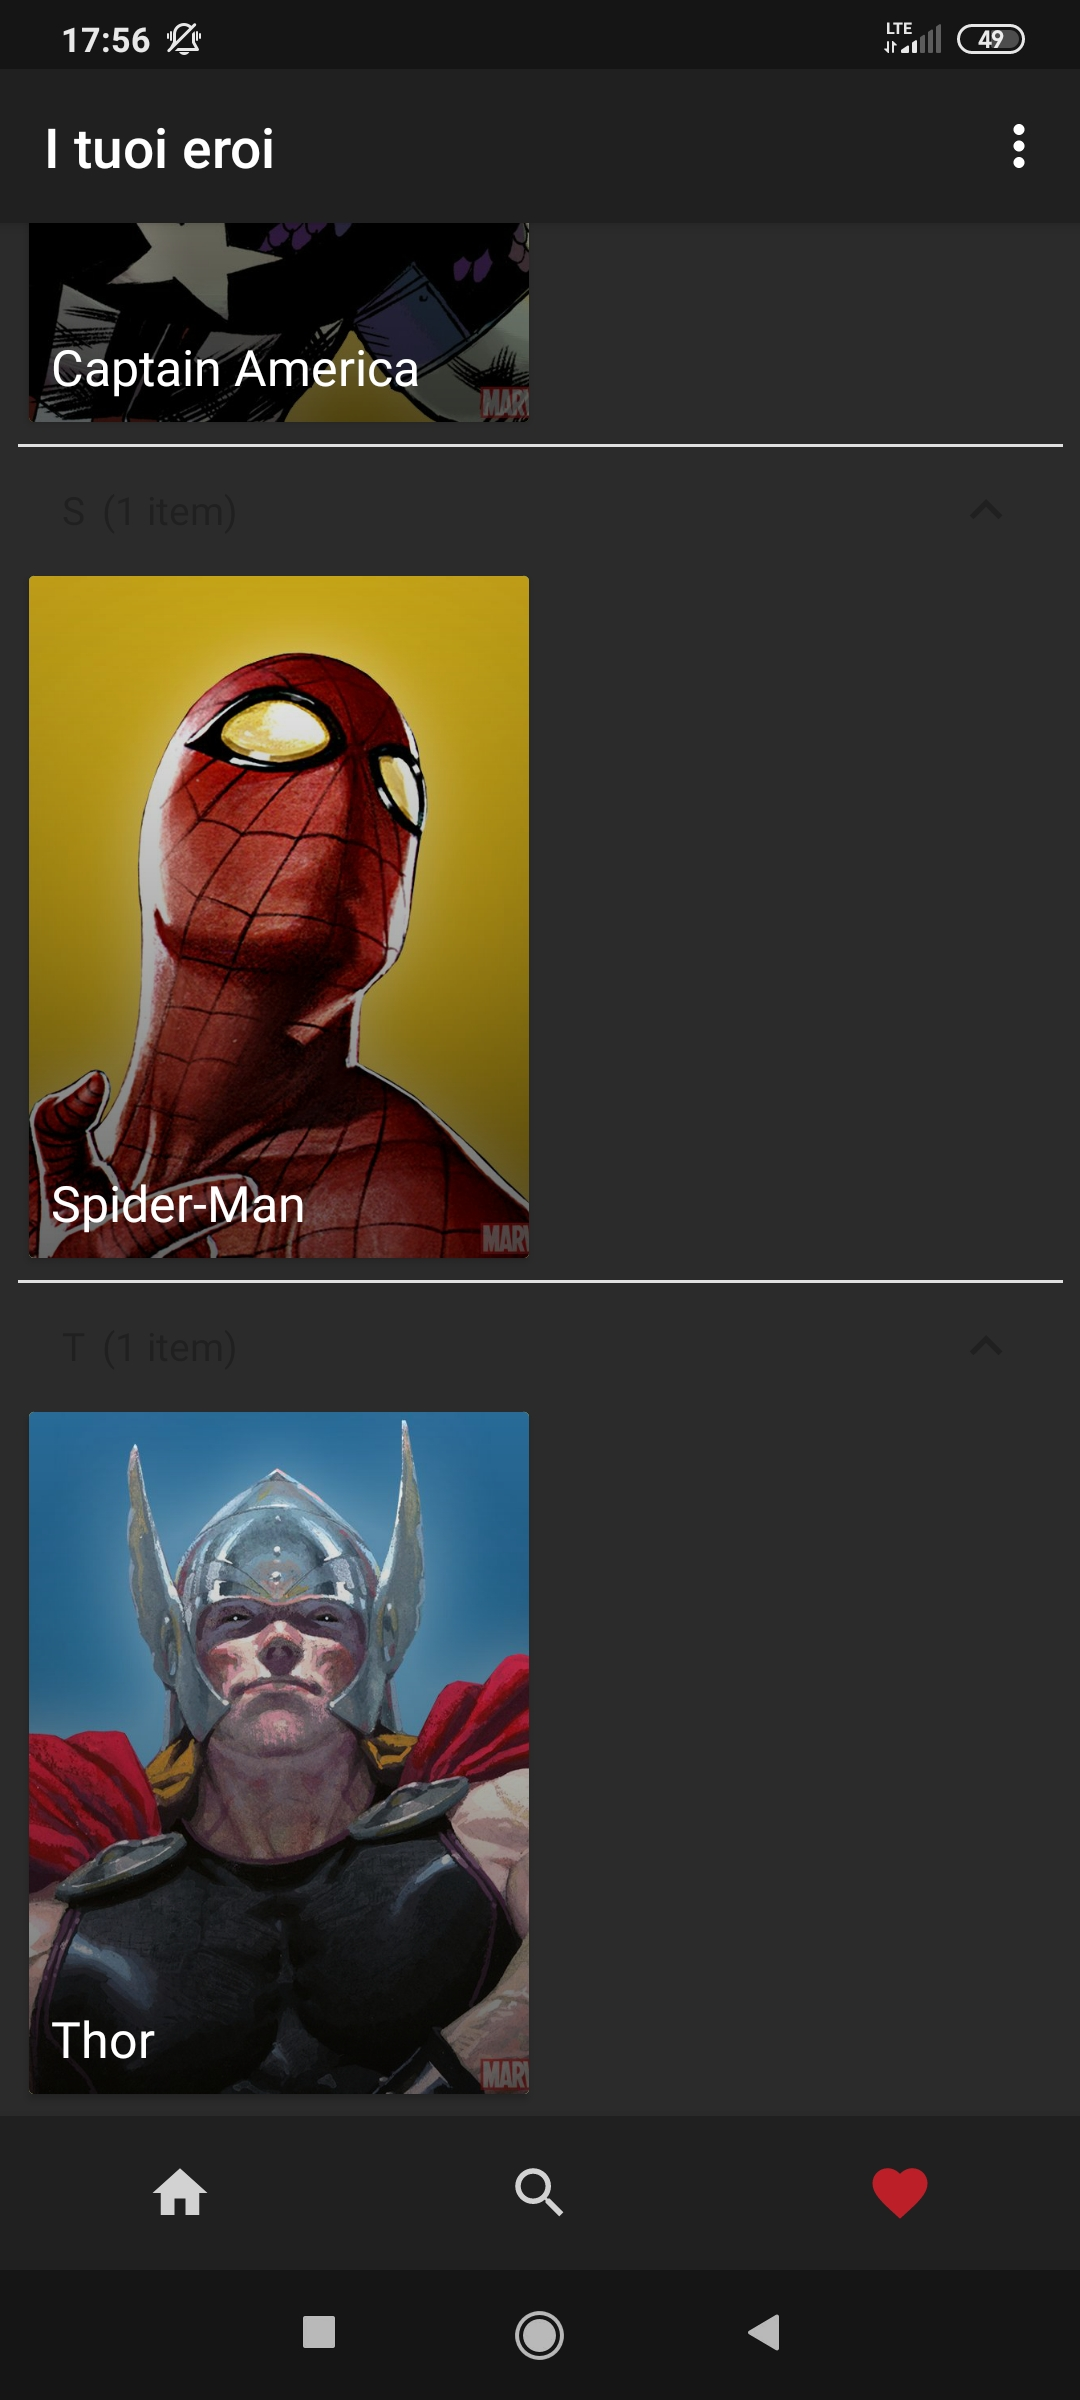 17:56
LTE
49
I tuoi eroi
Captain America
MARV
S (1 item)
Spider-Man
MARV
T (1 item)
Thor
MARV